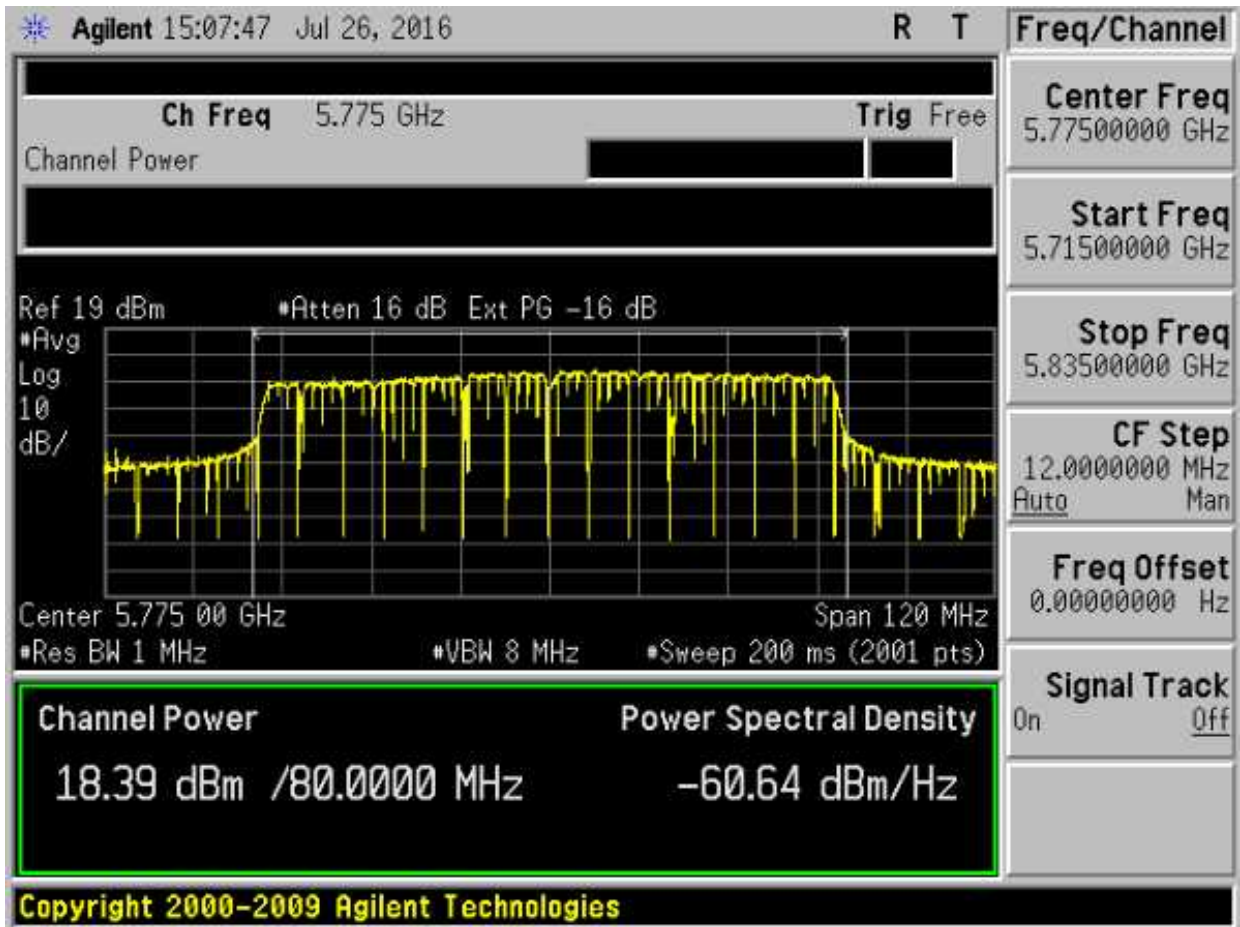 Agilent 15:07:47 Jul 26, 2016 R T
Freq/Channel
Ch Freq 5.775 GHz Trig Free
Channel Power
Center Freq
5.77500000 GHz
Start Freq
5.71500000 GHz
Stop Freq
5.83500000 GHz
CF Step
12.0000000 MHz
Auto Man
Freq Offset
0.00000000 Hz
Signal Track
On Off
Ref 19 dBm #Atten 16 dB Ext PG -16 dB
#Avg
Log
10
dB/
Center 5.775 00 GHz Span 120 MHz
#Res BW 1 MHz #VBW 8 MHz #Sweep 200 ms (2001 pts)
Channel Power Power Spectral Density
18.39 dBm /80.0000 MHz -60.64 dBm/Hz
Copyright 2000-2009 Agilent Technologies